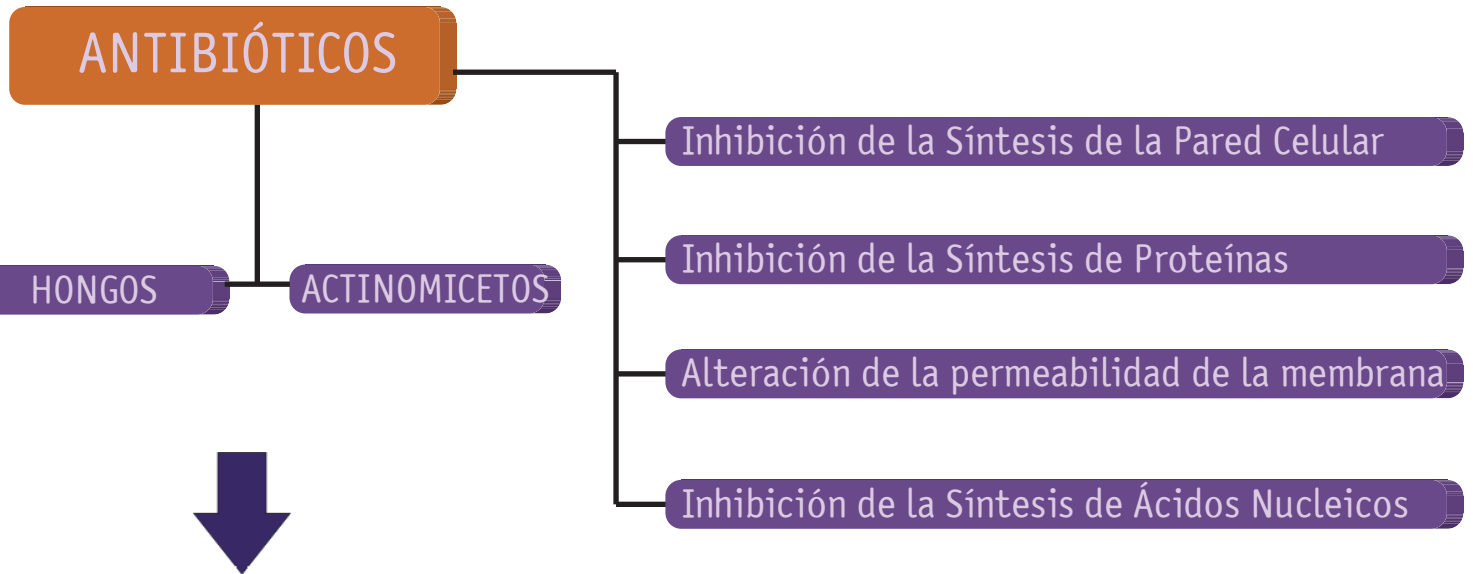 ANTIBIÓTICOS
Inhibición de la Síntesis de la Pared Celular
Inhibición de la Síntesis de Proteínas
HONGOS
ACTINOMICETOS
Alteración de la permeabilidad de la membrana
Inhibición de la Síntesis de Ácidos Nucleicos